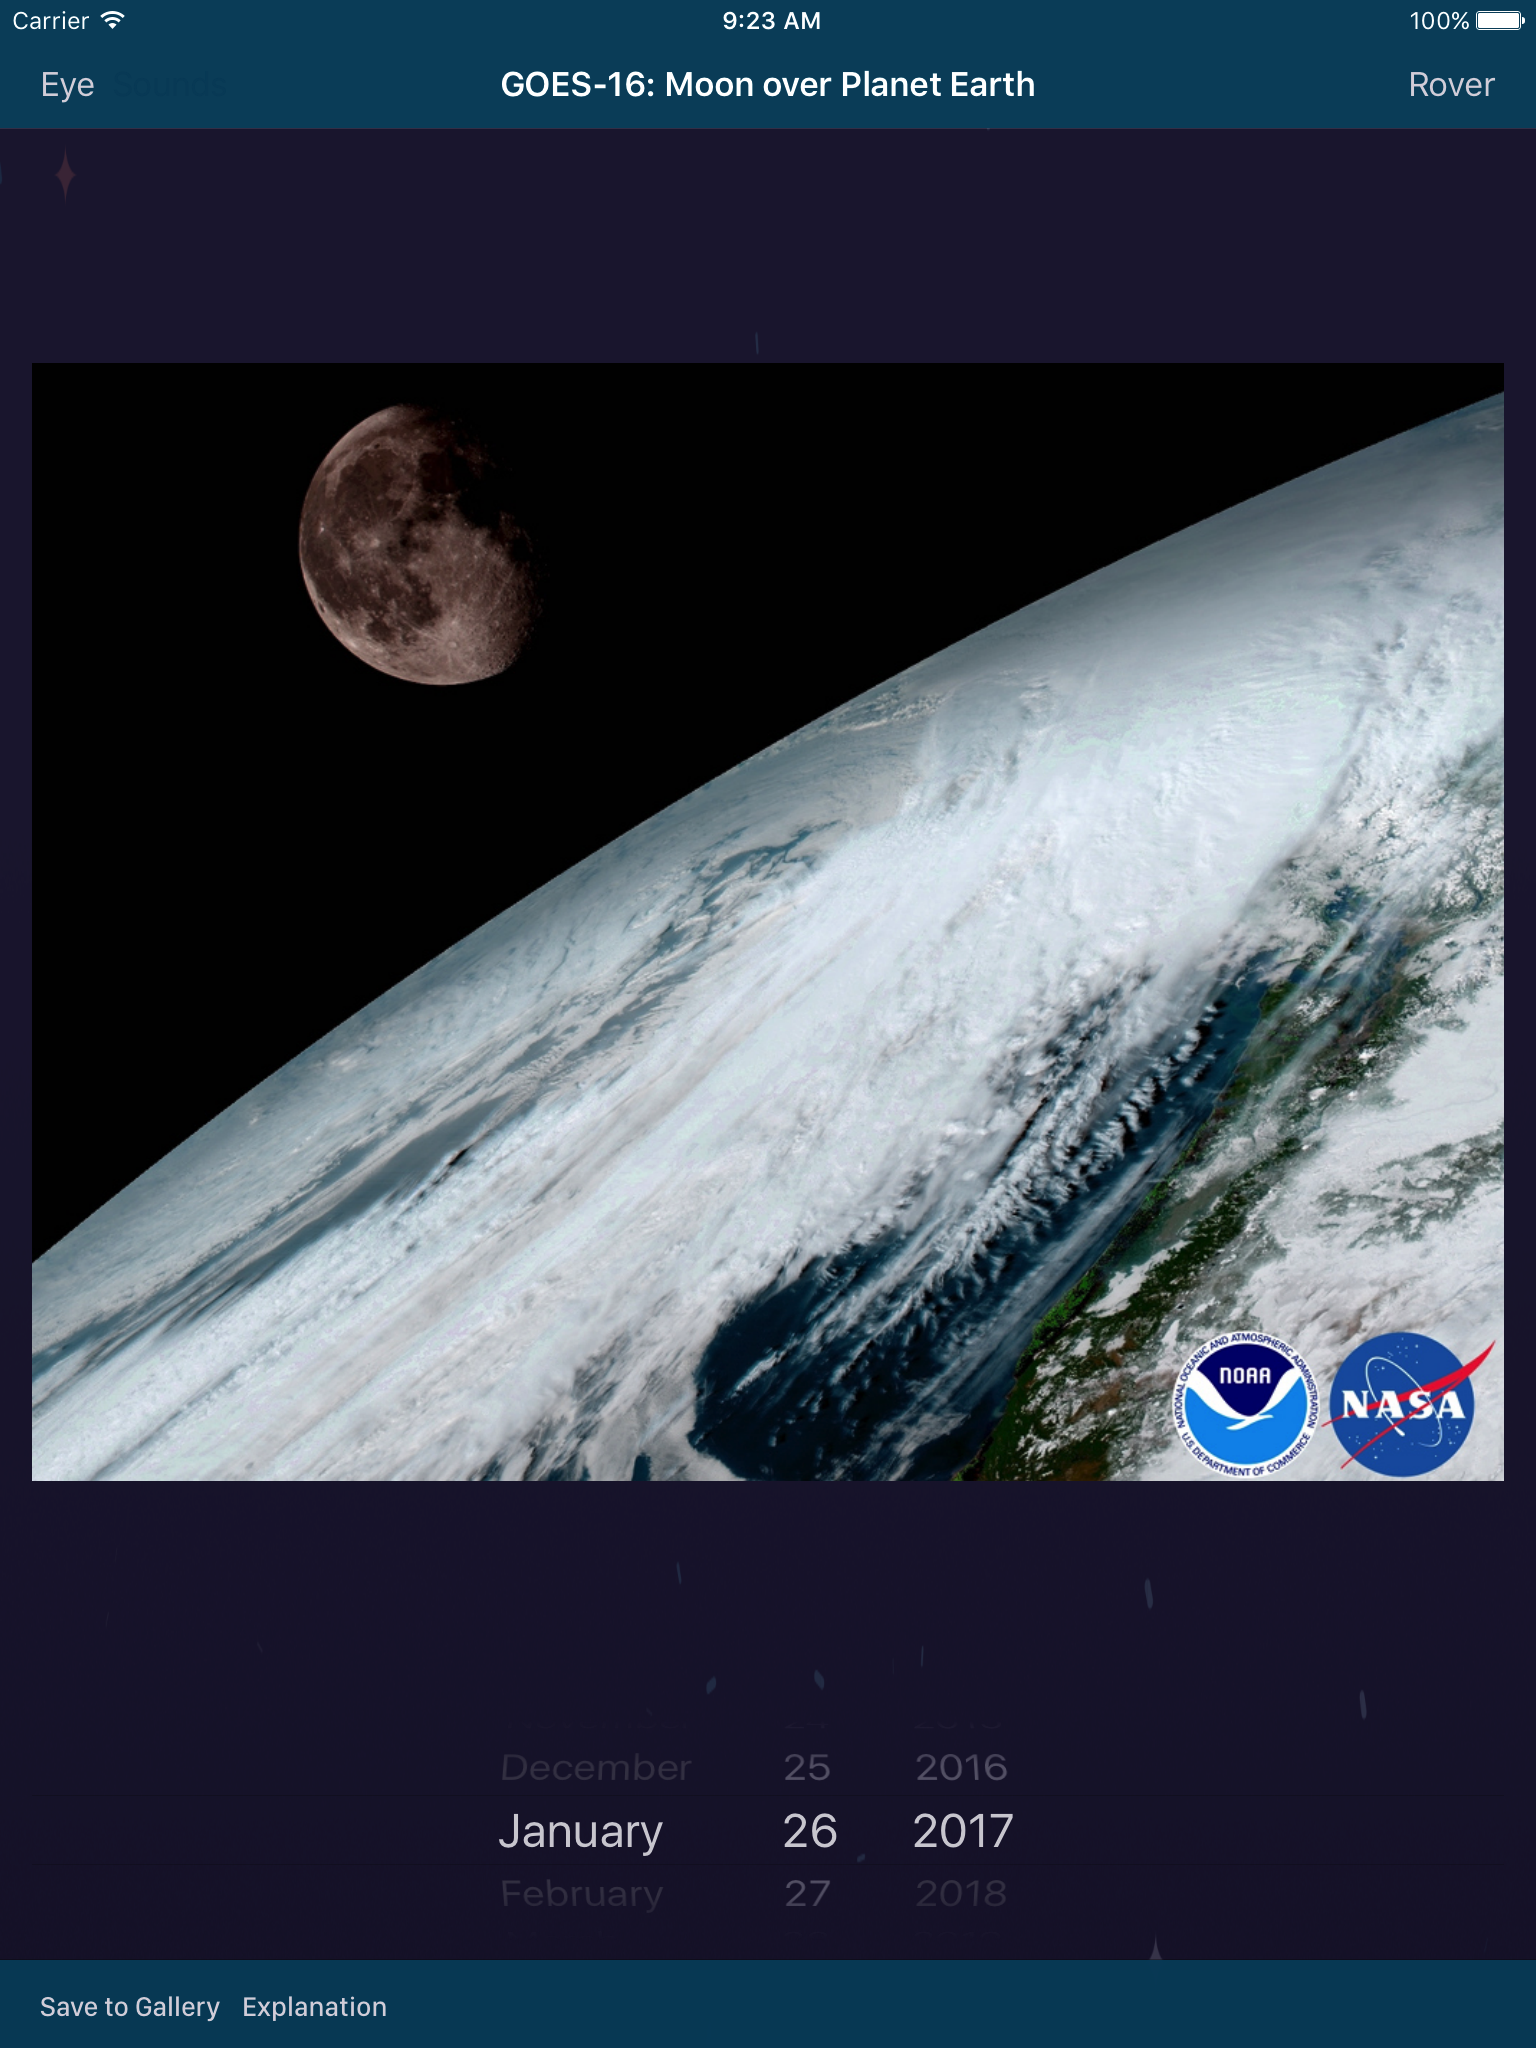 Carrier 9:23 AM 100%
Eye Sounds GOES-16: Moon over Planet Earth Rover
NATIONAL OCEANIC AND ATMOSPHERIC ADMINISTRATION
NOAA
U.S. DEPARTMENT OF COMMERCE
NASA
December 25 2016
January 26 2017
February 27 2018
Save to Gallery Explanation